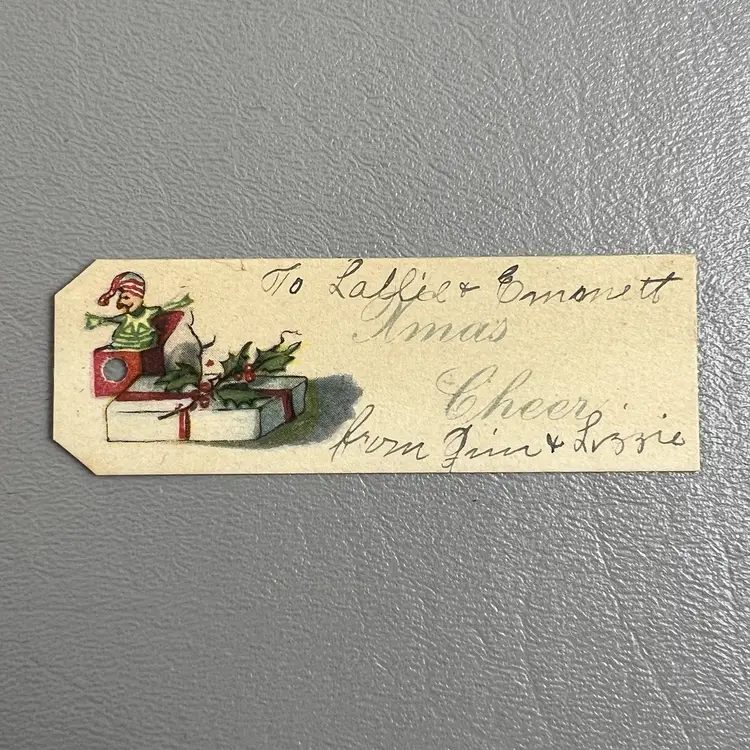 To Lallie & Emmett
Xmas
Cheer
from Jim & Lizzie